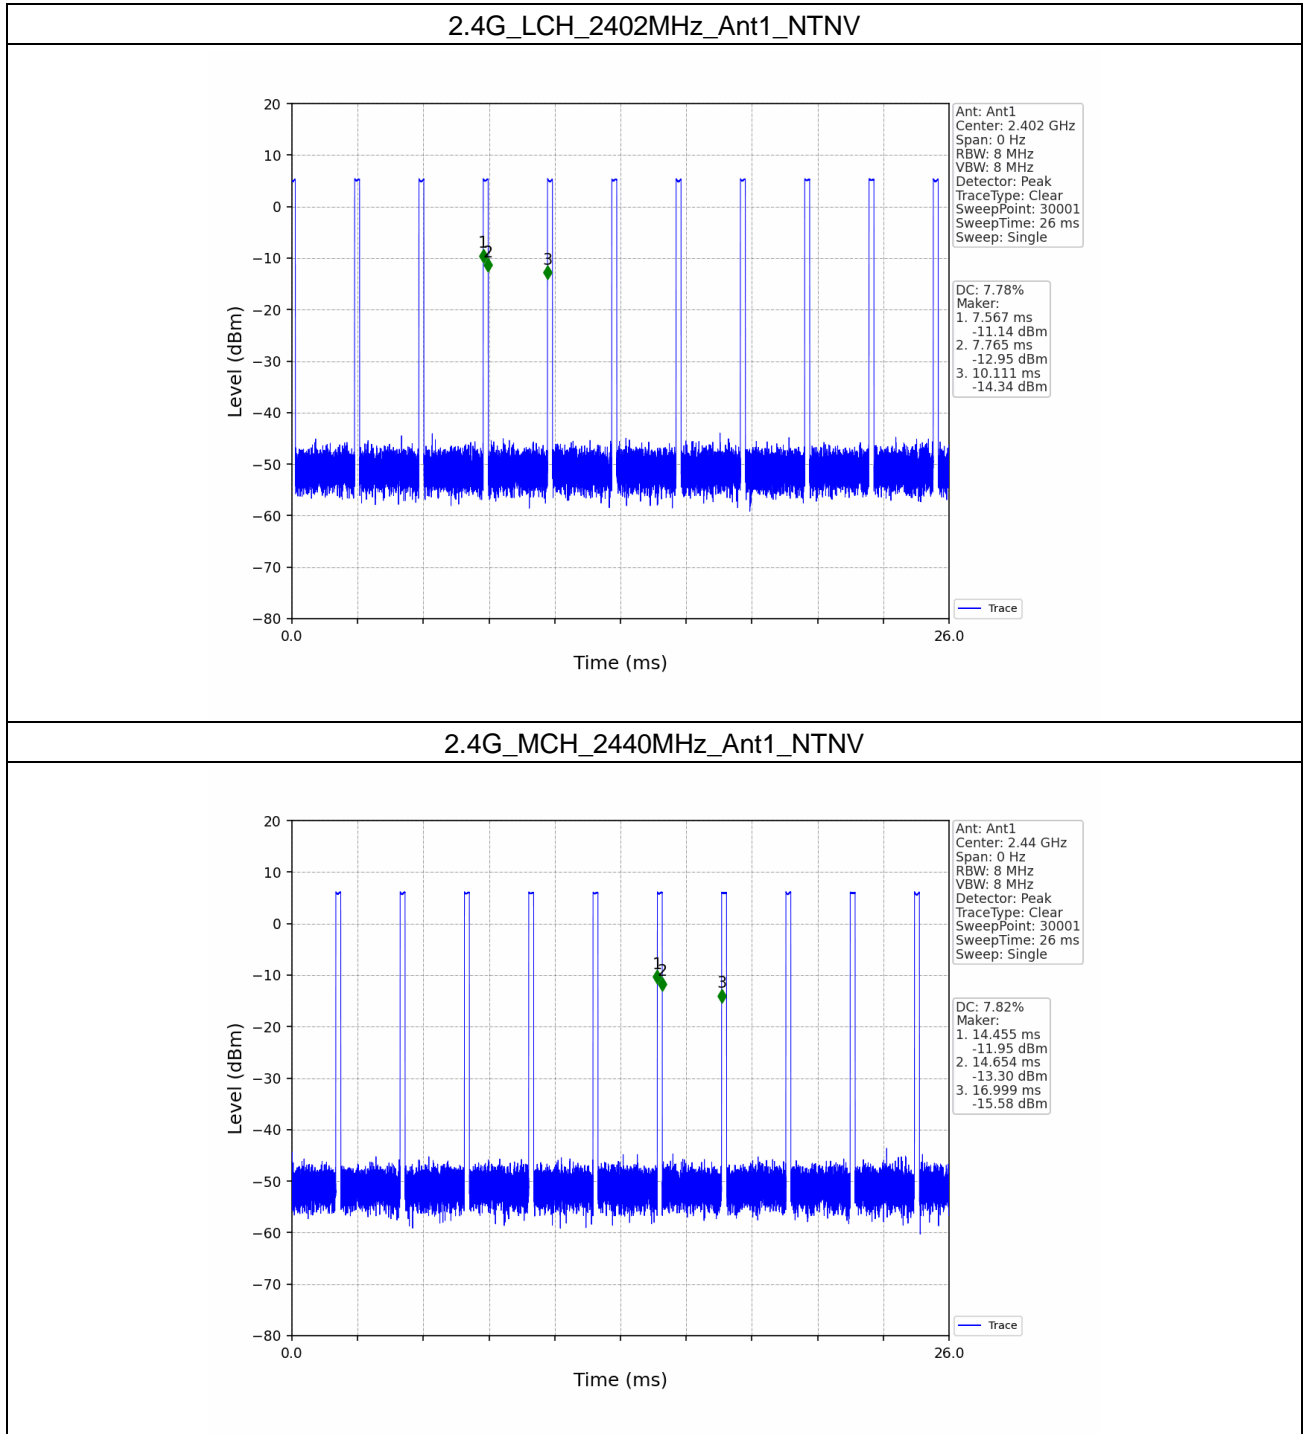 2.4G_LCH_2402MHz_Ant1_NTNV
20
10
0
−10
−20
−30
−40
−50
−60
−70
−80
Level (dBm)
1
2
3
0.0
26.0
Time (ms)
Ant: Ant1
Center: 2.402 GHz
Span: 0 Hz
RBW: 8 MHz
VBW: 8 MHz
Detector: Peak
TraceType: Clear
SweepPoint: 30001
SweepTime: 26 ms
Sweep: Single
DC: 7.78%
Maker:
1. 7.567 ms
-11.14 dBm
2. 7.765 ms
-12.95 dBm
3. 10.111 ms
-14.34 dBm
Trace
2.4G_MCH_2440MHz_Ant1_NTNV
20
10
0
−10
−20
−30
−40
−50
−60
−70
−80
Level (dBm)
1
2
3
0.0
26.0
Time (ms)
Ant: Ant1
Center: 2.44 GHz
Span: 0 Hz
RBW: 8 MHz
VBW: 8 MHz
Detector: Peak
TraceType: Clear
SweepPoint: 30001
SweepTime: 26 ms
Sweep: Single
DC: 7.82%
Maker:
1. 14.455 ms
-11.95 dBm
2. 14.654 ms
-13.30 dBm
3. 16.999 ms
-15.58 dBm
Trace